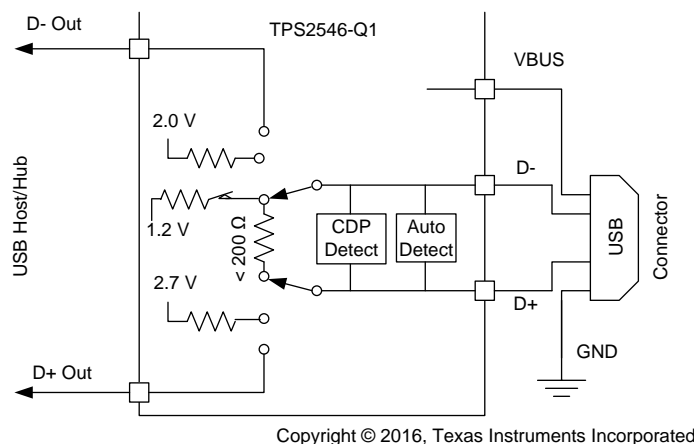 D- Out
TPS2546-Q1
VBUS
2.0 V
D-
1.2 V
< 200 Ω
CDP
Detect
Auto
Detect
USB
Connector
USB Host/Hub
2.7 V
D+
GND
D+ Out
Copyright © 2016, Texas Instruments Incorporated